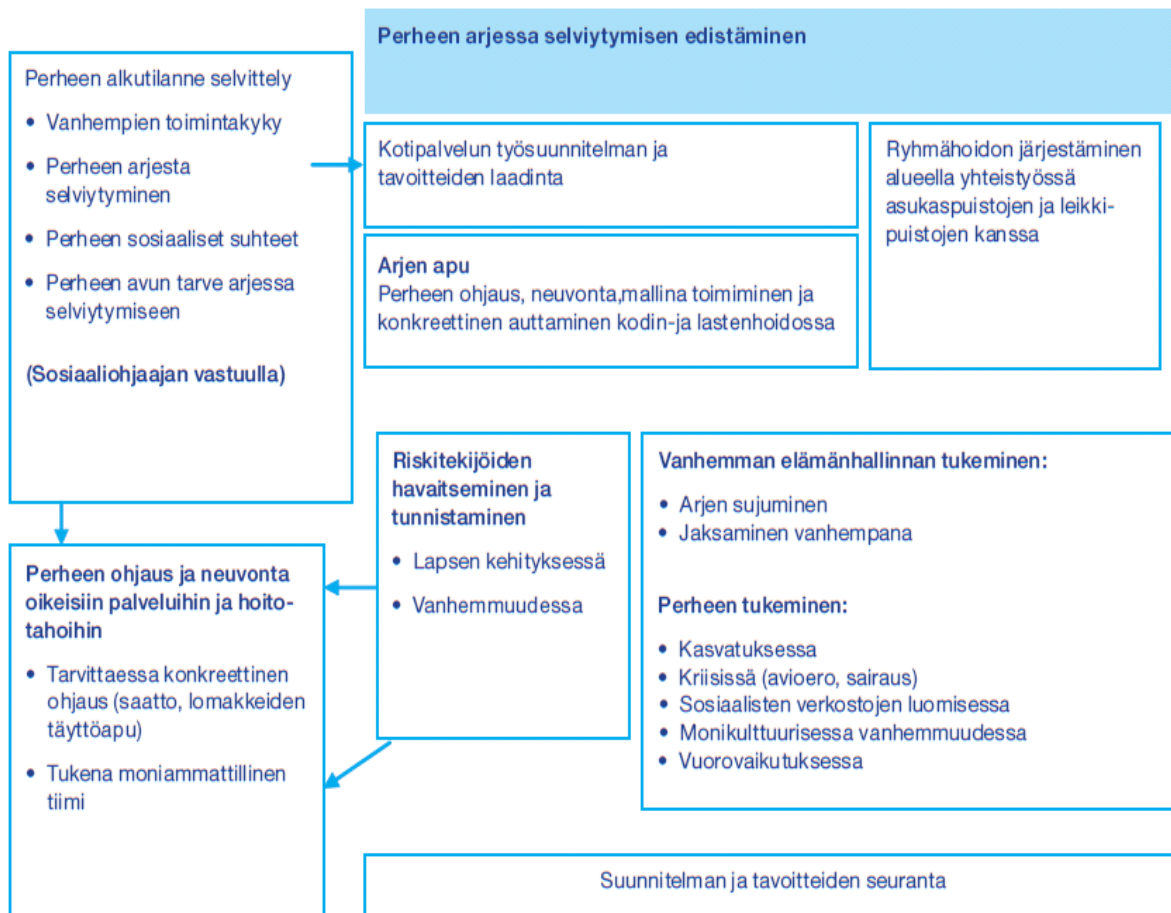 Perheen arjessa selviytymisen edistäminen
Perheen alkutilanne selvittely
• Vanhempien toimintakyky
• Perheen arjesta
selviytyminen
• Perheen sosiaaliset suhteet
• Perheen avun tarve arjessa
selviytymiseen
(Sosiaaliohjaajan vastuulla)
Kotipalvelun työsuunnitelman ja
tavoitteiden laadinta
Ryhmähoidon järjestäminen
alueella yhteistyössä
asukaspuistojen ja leikki-
puistojen kanssa
Arjen apu
Perheen ohjaus, neuvonta,mallina toimiminen ja
konkreettinen auttaminen kodin-ja lastenhoidossa
Riskitekijöiden
havaitseminen ja
tunnistaminen
• Lapsen kehityksessä
• Vanhemmuudessa
Vanhemman elämänhallinnan tukeminen:
• Arjen sujuminen
• Jaksaminen vanhempana
Perheen tukeminen:
• Kasvatuksessa
• Kriisissä (avioero, sairaus)
• Sosiaalisten verkostojen luomisessa
• Monikulttuurisessa vanhemmuudessa
• Vuorovaikutuksessa
Perheen ohjaus ja neuvonta
oikeisiin palveluihin ja hoito-
tahoihin
• Tarvittaessa konkreettinen
ohjaus (saatto, lomakkeiden
täyttöapu)
• Tukena moniammattillinen
tiimi
Suunnitelman ja tavoitteiden seuranta